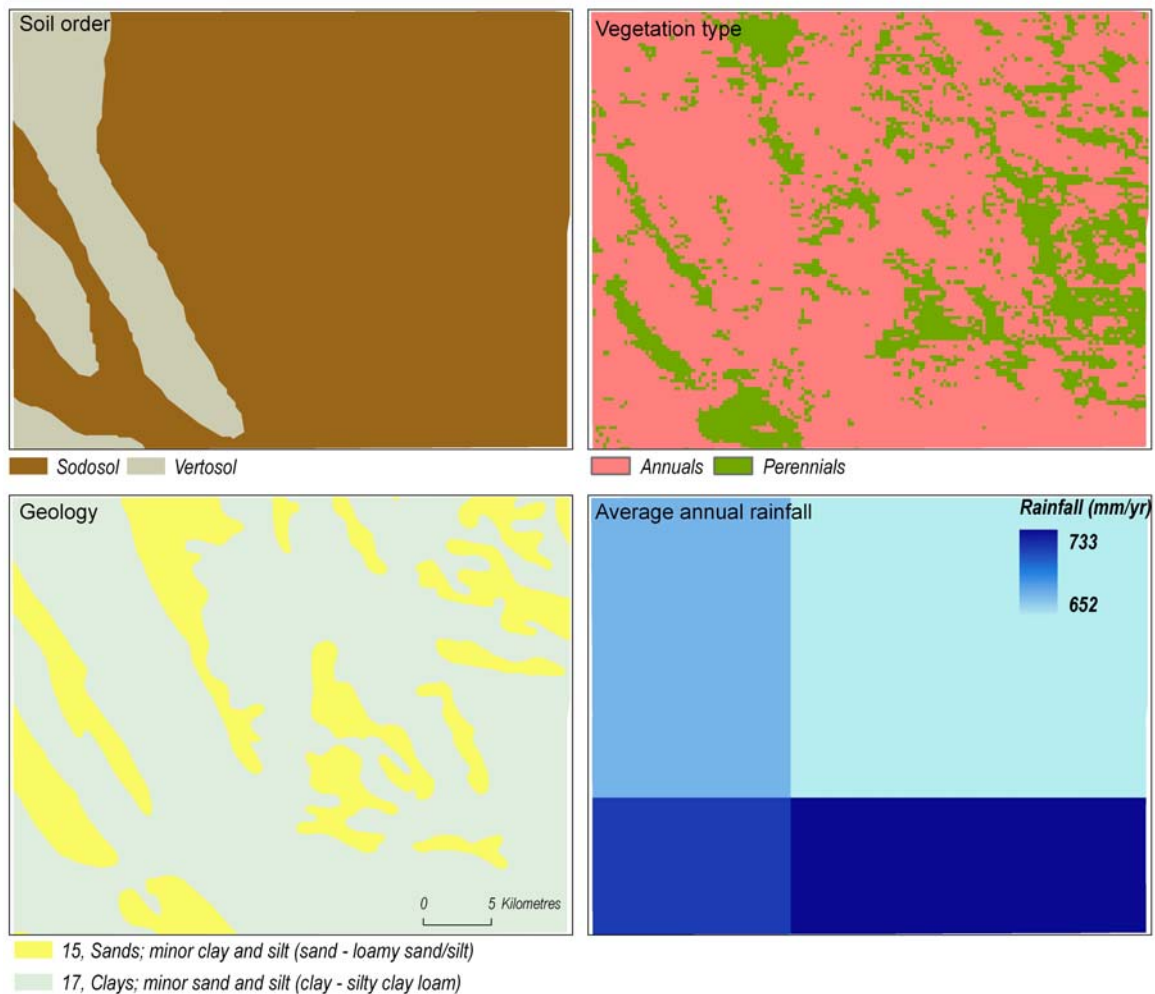 Soil order
Vegetation type
Sodosol Vertosol
Annuals Perennials
Geology
Average annual rainfall
Rainfall (mm/yr)
733
652
0 5 Kilometres
15, Sands; minor clay and silt (sand - loamy sand/silt)
17, Clays; minor sand and silt (clay - silty clay loam)